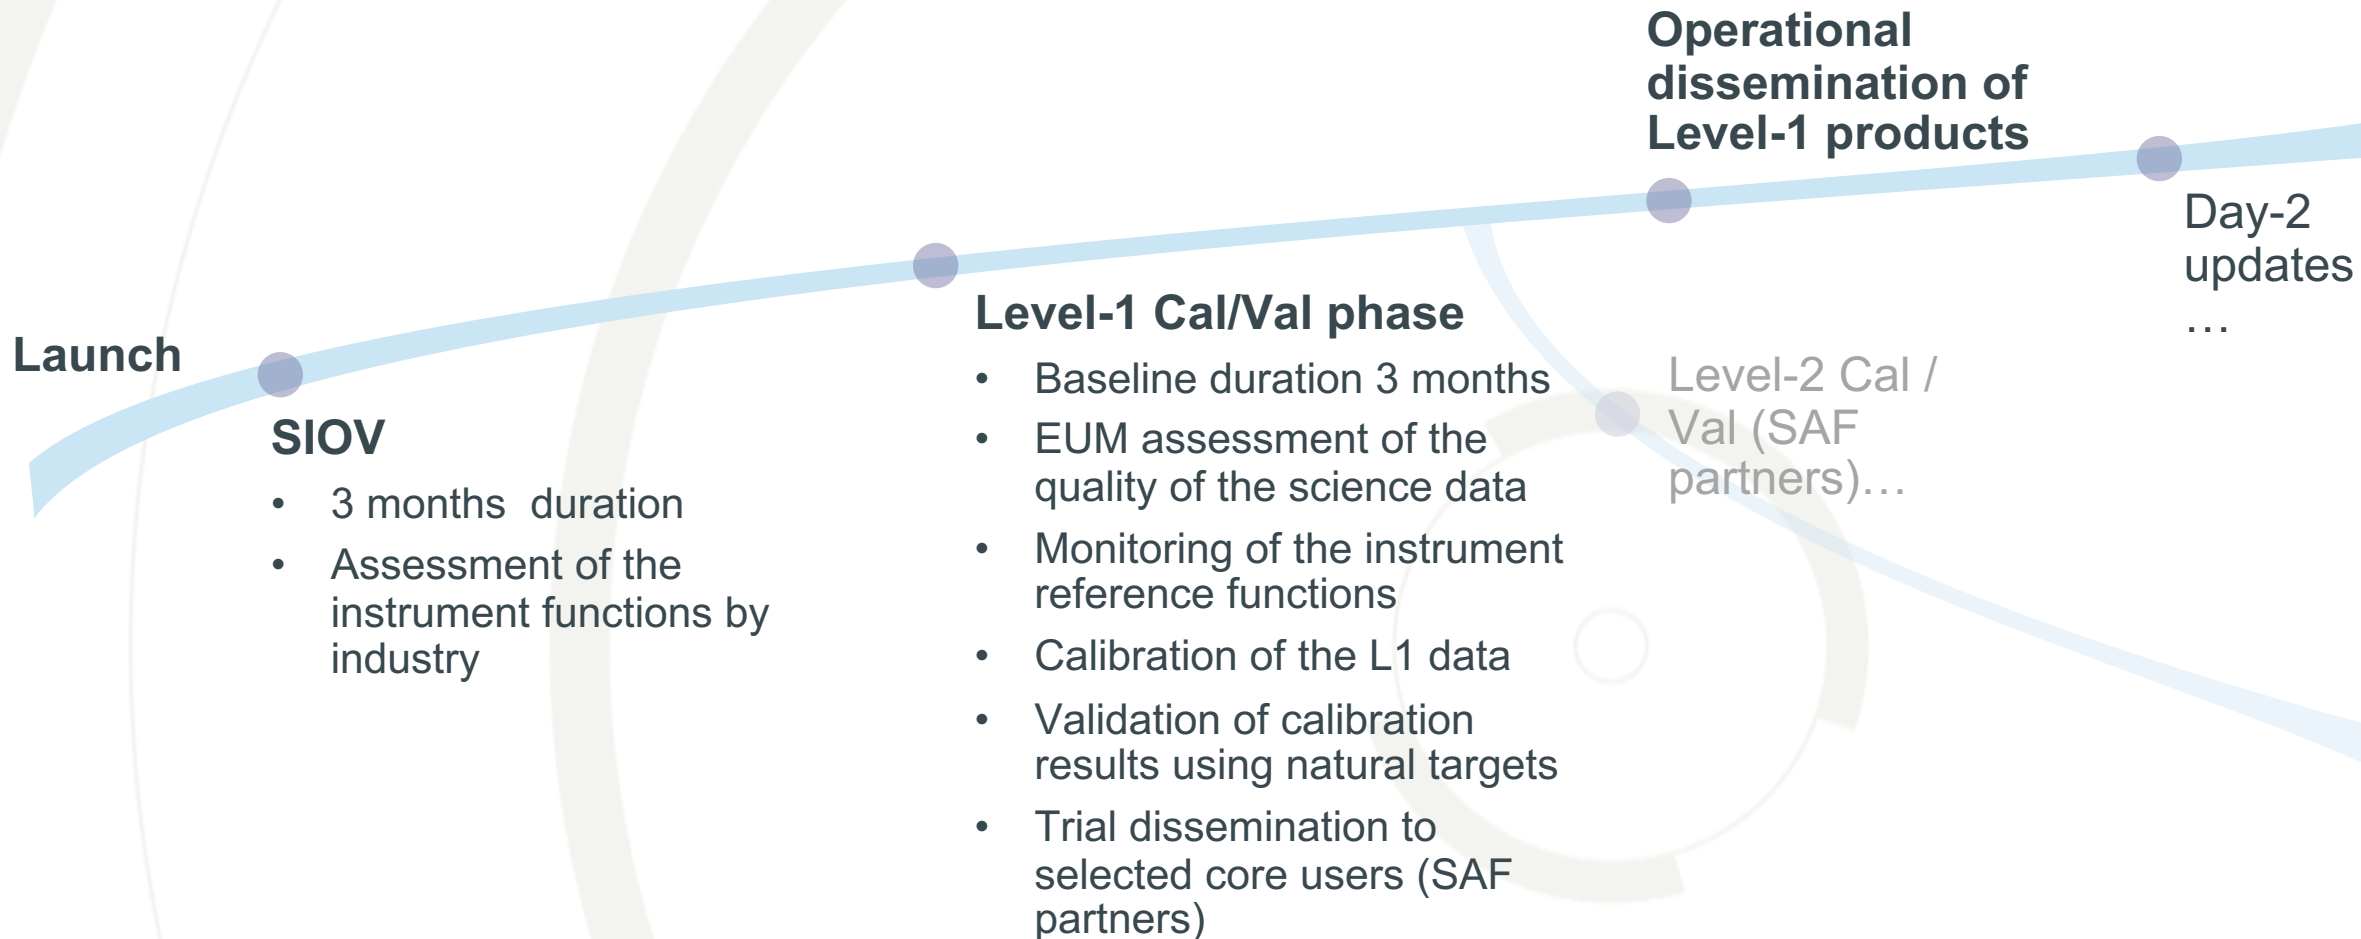 Launch
SIOV
• 3 months  duration
• Assessment of the
instrument functions by
industry
Level-1 Cal/Val phase
• Baseline duration 3 months
• EUM assessment of the
quality of the science data
• Monitoring of the instrument
reference functions
• Calibration of the L1 data
• Validation of calibration
results using natural targets
• Trial dissemination to
selected core users (SAF
partners)
Operational
dissemination of
Level-1 products
Level-2 Cal /
Val (SAF
partners)…
Day-2
updates
…